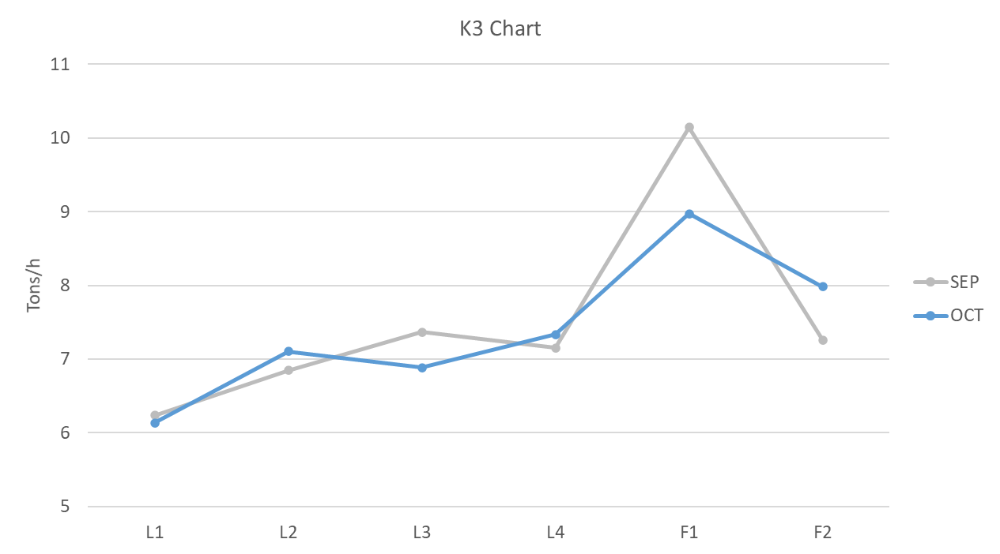 K3 Chart
11
10
9
8
7
6
5
Tons/h
L1 L2 L3 L4 F1 F2
SEP
OCT